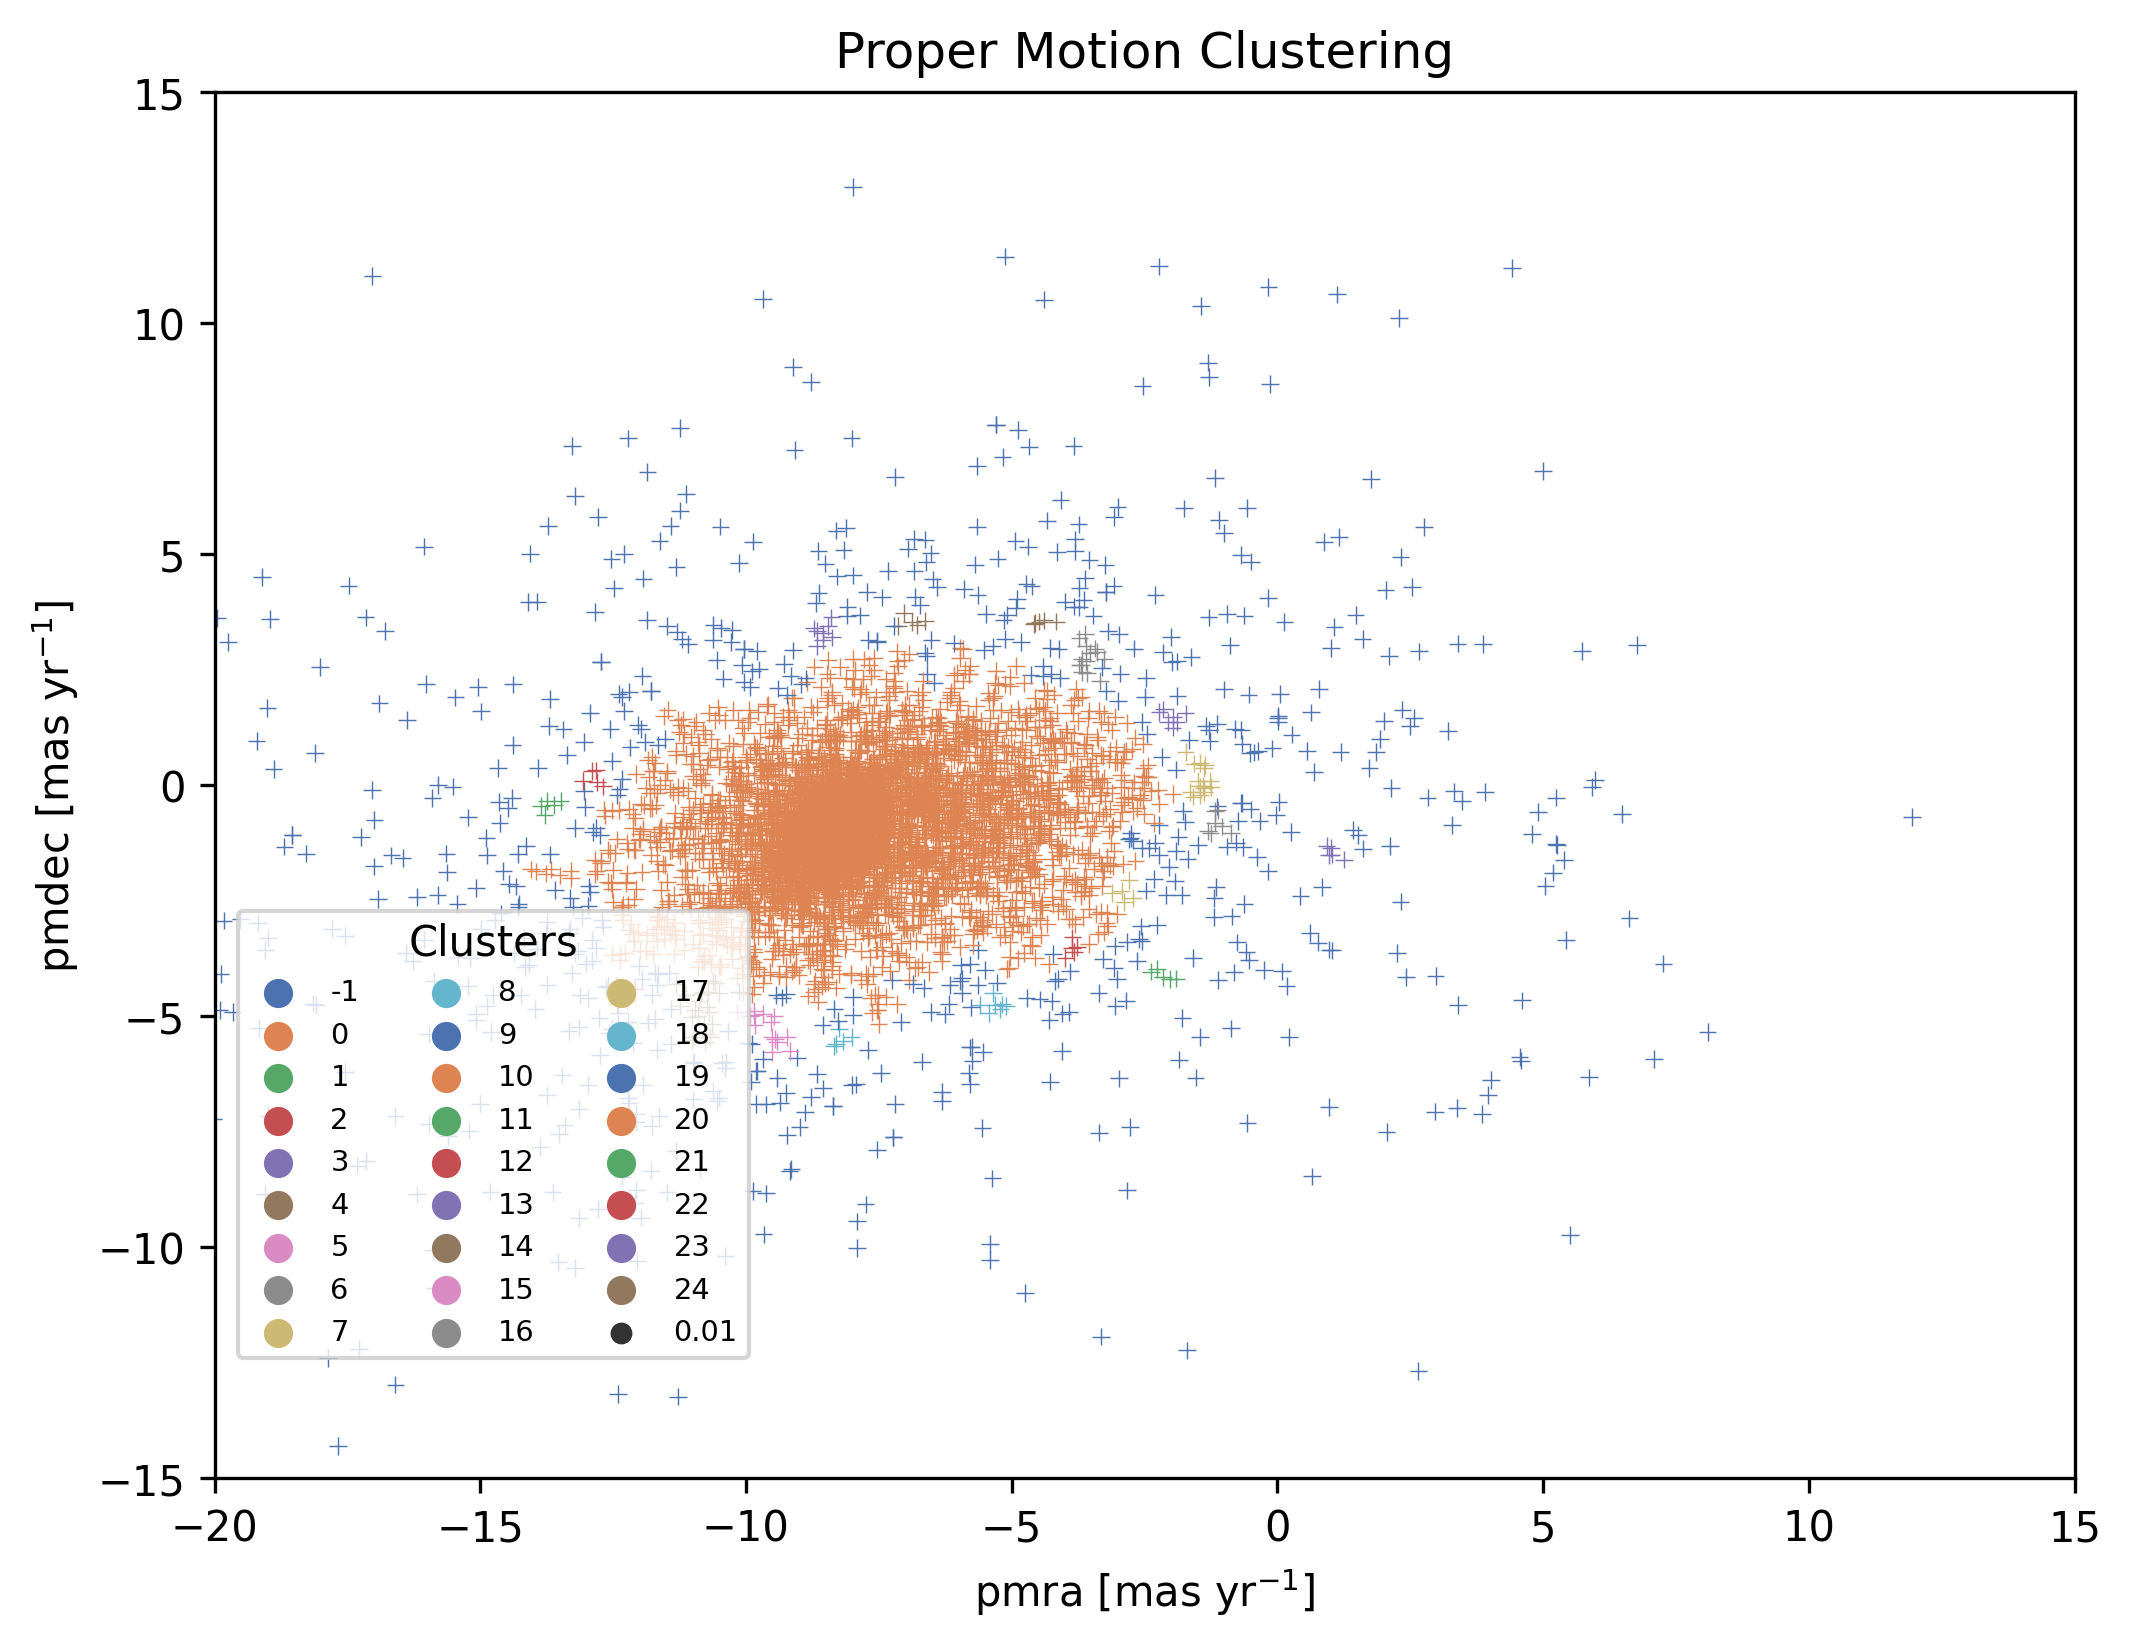 Proper Motion Clustering
15
10
5
0
−5
−10
−15
pmdec [mas yr⁻¹]
Clusters
-1 8 17
0 9 18
1 10 19
2 11 20
3 12 21
4 13 22
5 14 23
6 15 24
7 16 0.01
−20 −15 −10 −5 0 5 10 15
pmra [mas yr⁻¹]